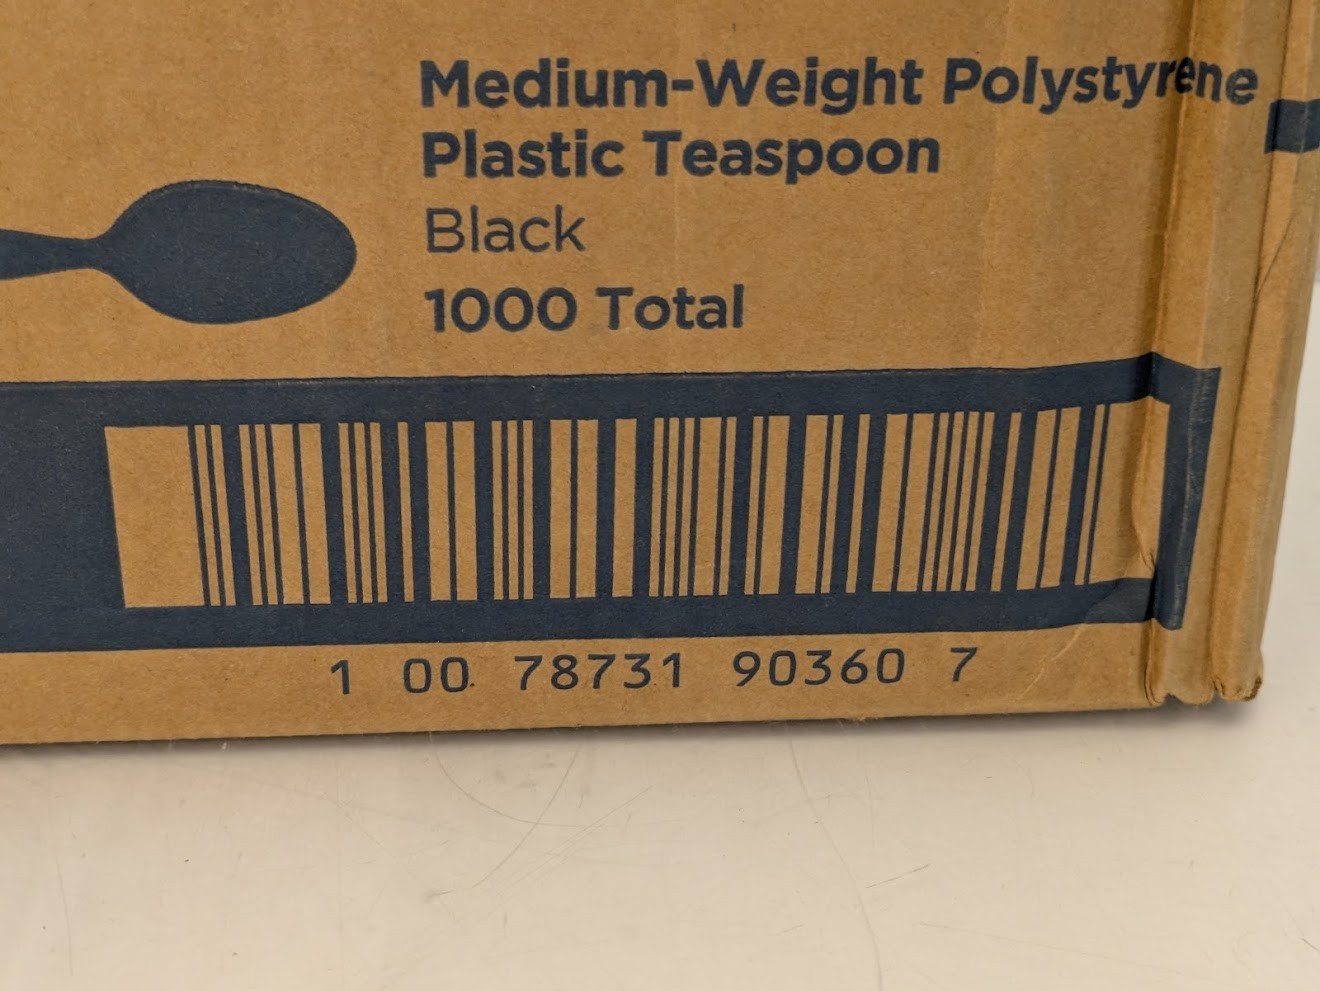 Medium-Weight Polystyrene
Plastic Teaspoon
Black
1000 Total
1 00 78731 90360 7